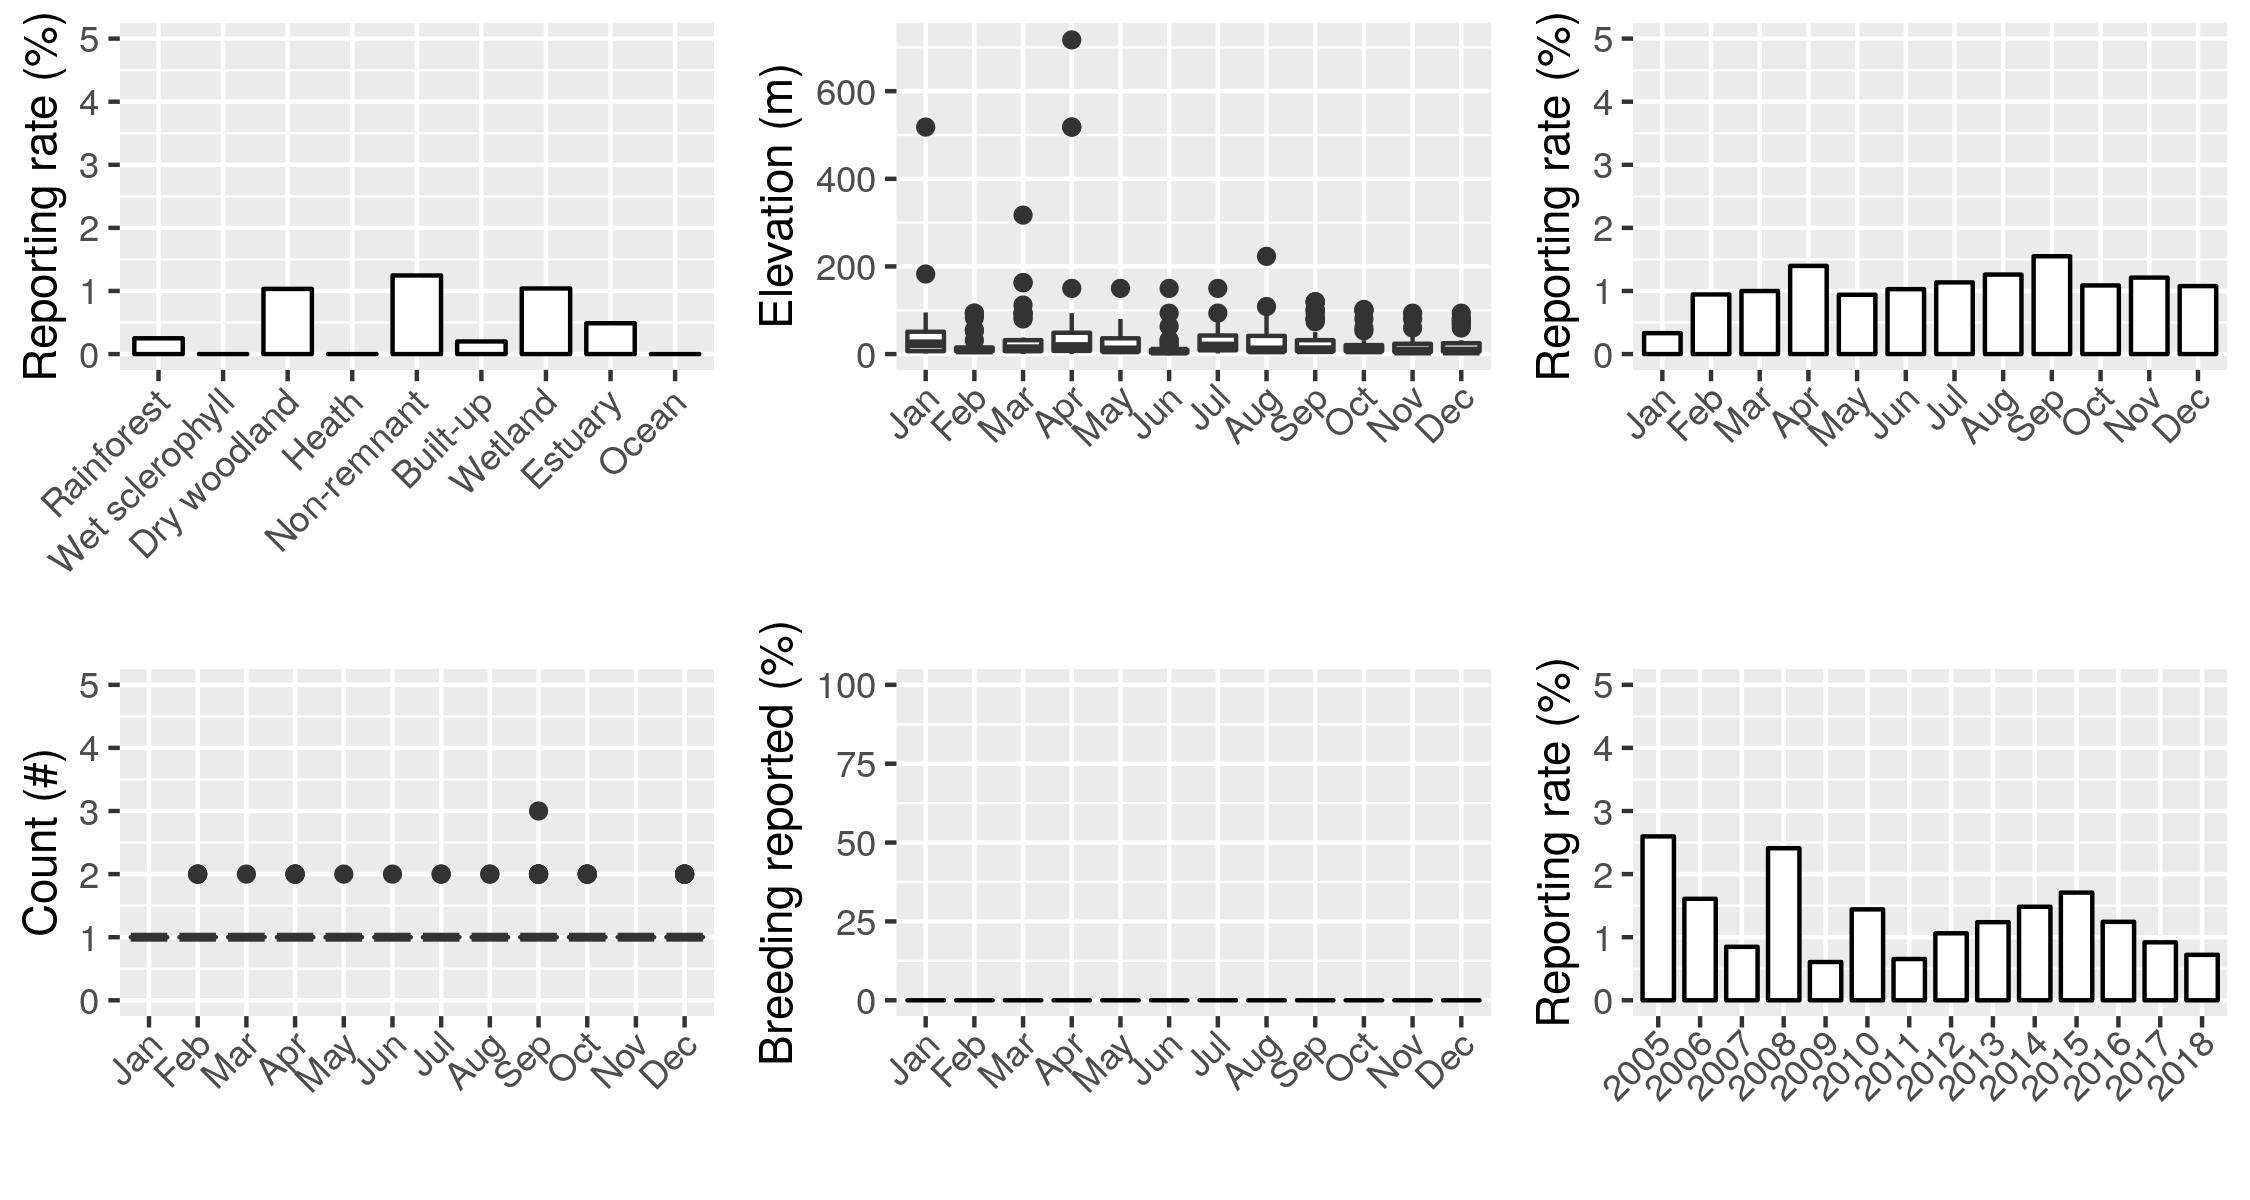 Reporting rate (%)
5
4
3
2
1
0
Rainforest
Wet sclerophyll
Dry woodland
Heath
Non-remnant
Built-up
Wetland
Estuary
Ocean
Elevation (m)
600
400
200
0
Jan
Feb
Mar
Apr
May
Jun
Jul
Aug
Sep
Oct
Nov
Dec
Reporting rate (%)
5
4
3
2
1
0
Jan
Feb
Mar
Apr
May
Jun
Jul
Aug
Sep
Oct
Nov
Dec
Count (#)
5
4
3
2
1
0
Jan
Feb
Mar
Apr
May
Jun
Jul
Aug
Sep
Oct
Nov
Dec
Breeding reported (%)
100
75
50
25
0
Jan
Feb
Mar
Apr
May
Jun
Jul
Aug
Sep
Oct
Nov
Dec
Reporting rate (%)
5
4
3
2
1
0
2005
2006
2007
2008
2009
2010
2011
2012
2013
2014
2015
2016
2017
2018